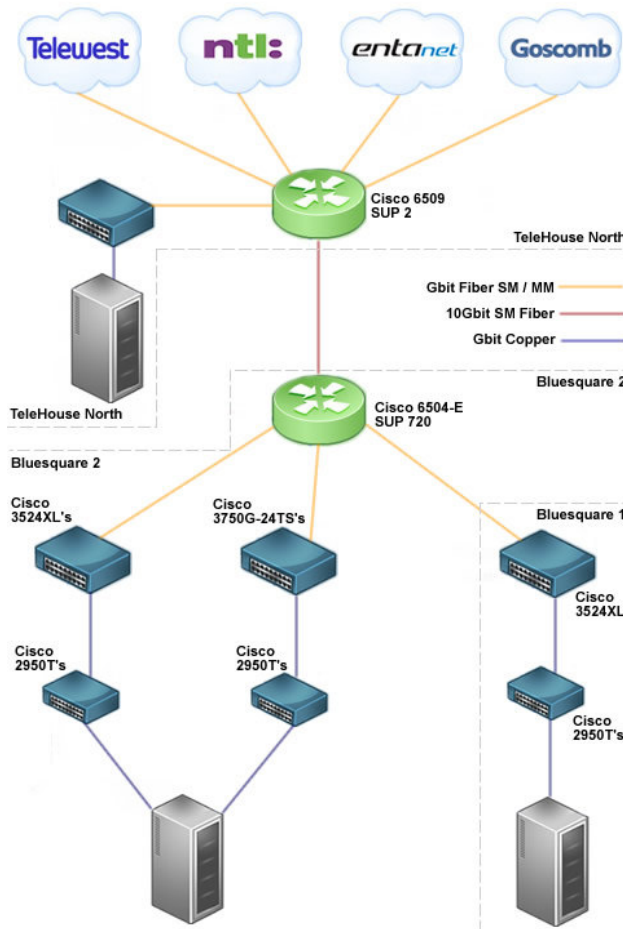 Telewest
ntl:
entanet
Goscomb
Cisco 6509
SUP 2
TeleHouse North
Gbit Fiber SM / MM
10Gbit SM Fiber
Gbit Copper
Bluesquare 2
TeleHouse North
Cisco 6504-E
SUP 720
Bluesquare 2
Cisco
3524XL's
Cisco
3750G-24TS's
Bluesquare 1
Cisco
3524XL
Cisco
2950T's
Cisco
2950T's
Cisco
2950T's